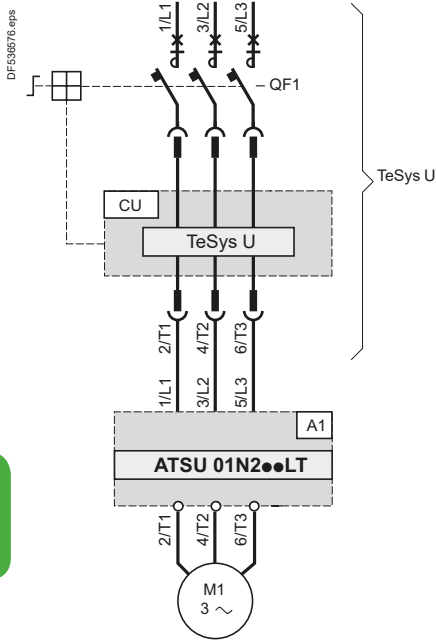 DF536576.eps
1/L1
3/L2
5/L3
QF1
TeSys U
CU
TeSys U
2/T1
4/T2
6/T3
1/L1
3/L2
5/L3
A1
ATSU 01N2●●LT
2/T1
4/T2
6/T3
M1
3 ~